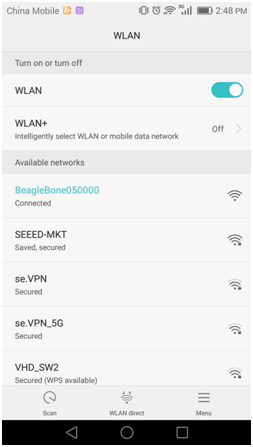 China Mobile 3G 2:48 PM
WLAN
Turn on or turn off
WLAN
WLAN+
Intelligently select WLAN or mobile data network
Off
Available networks
BeagleBone050000
Connected
SEEED-MKT
Saved, secured
se.VPN
Secured
se.VPN_5G
Secured
VHD_SW2
Secured (WPS available)
Scan WLAN direct Menu